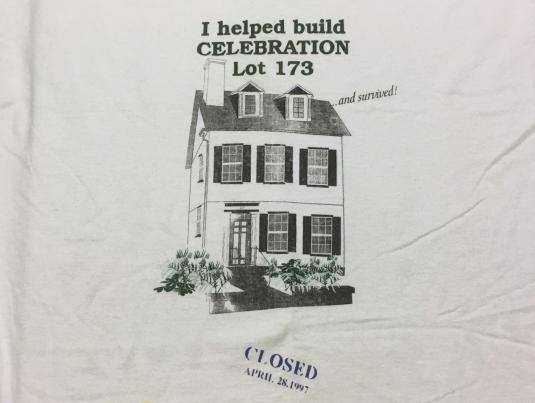 I helped build
CELEBRATION
Lot 173
...and survived!
CLOSED
APRIL 28, 1997